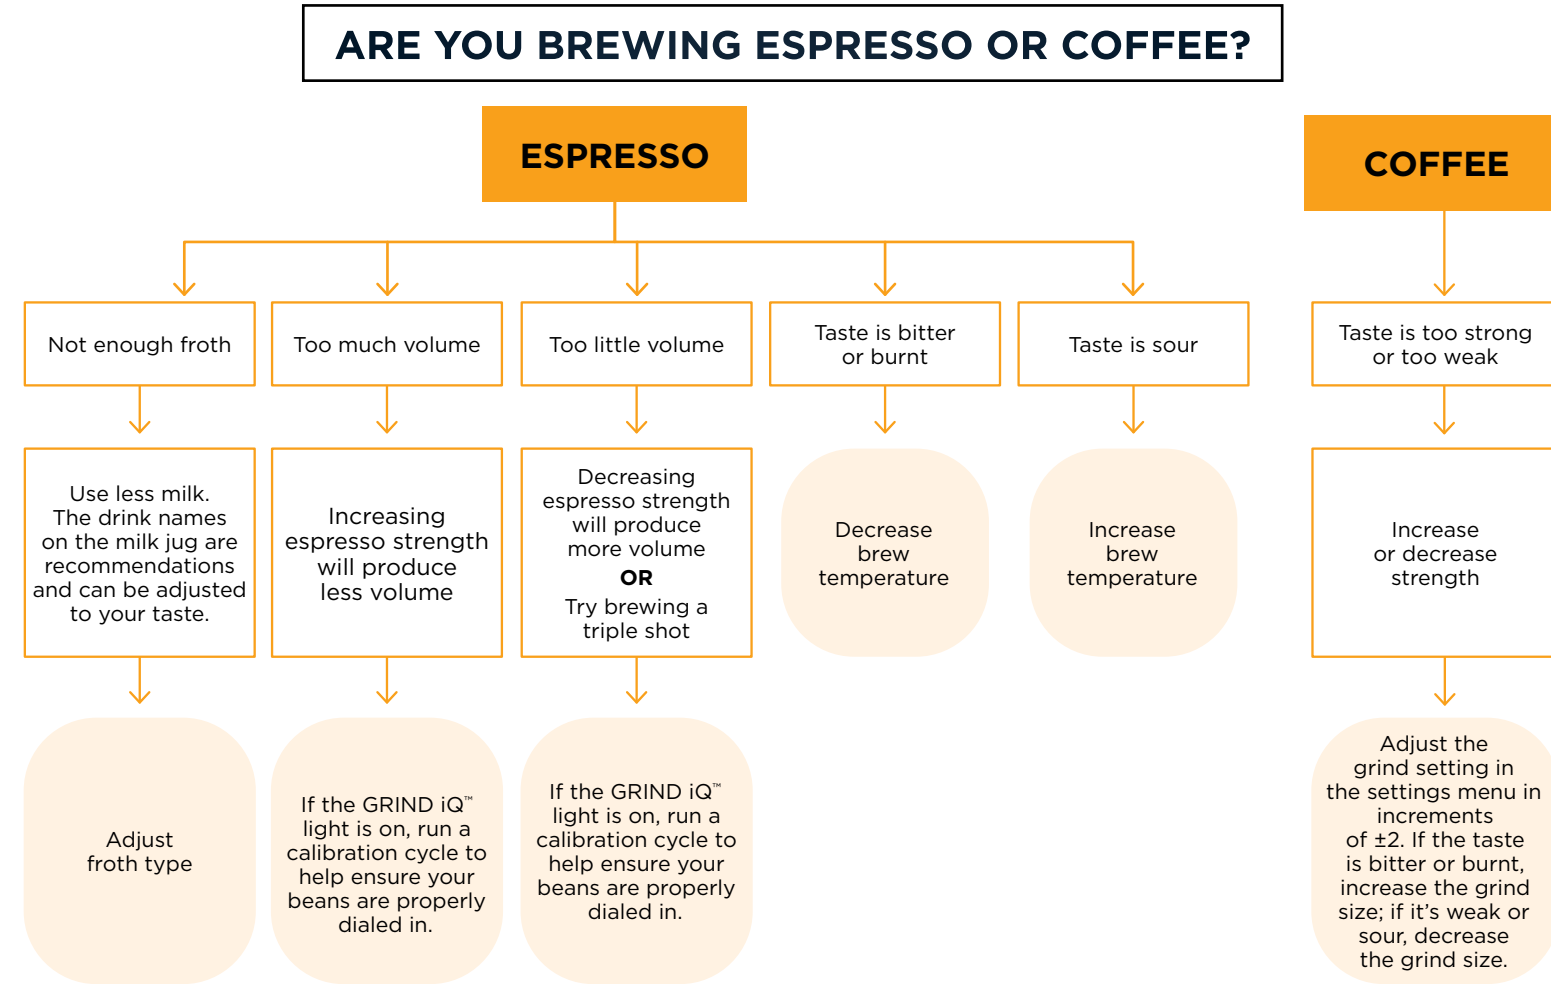 ARE YOU BREWING ESPRESSO OR COFFEE?
ESPRESSO
COFFEE
Not enough froth
Too much volume
Too little volume
Taste is bitter
or burnt
Taste is sour
Taste is too strong
or too weak
Use less milk.
The drink names
on the milk jug are
recommendations
and can be adjusted
to your taste.
Increasing
espresso strength
will produce
less volume
Decreasing
espresso strength
will produce
more volume
OR
Try brewing a
triple shot
Decrease
brew
temperature
Increase
brew
temperature
Increase
or decrease
strength
Adjust
froth type
If the GRIND iQ™
light is on, run a
calibration cycle to
help ensure your
beans are properly
dialed in.
If the GRIND iQ™
light is on, run a
calibration cycle to
help ensure your
beans are properly
dialed in.
Adjust the
grind setting in
the settings menu in
increments
of ±2. If the taste
is bitter or burnt,
increase the grind
size; if it’s weak or
sour, decrease
the grind size.